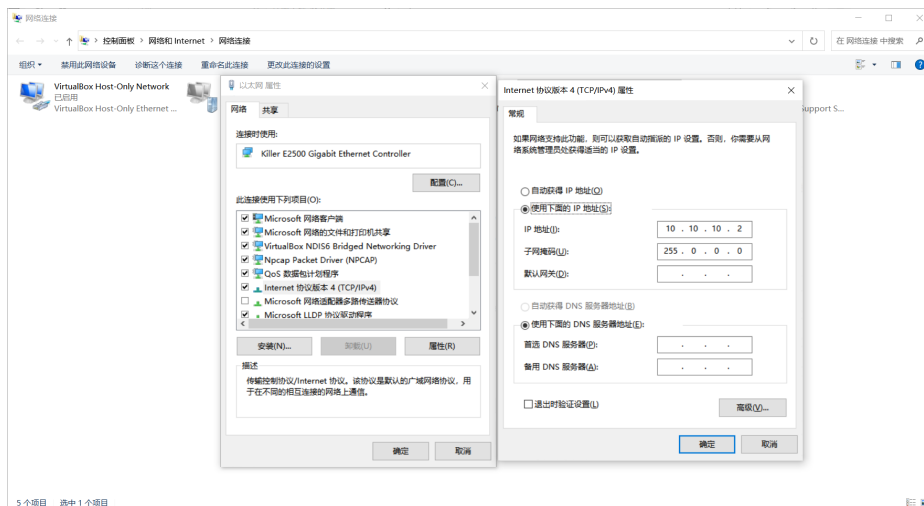 网络连接
控制面板 > 网络和 Internet > 网络连接
在 网络连接 中搜索
组织 禁用此网络设备 诊断这个连接 重命名此连接 更改此连接的设置
VirtualBox Host-Only Network
已启用
VirtualBox Host-Only Ethernet ...
upport S...
以太网 属性
网络 共享
连接时使用:
Killer E2500 Gigabit Ethernet Controller
配置(C)...
此连接使用下列项目(O):
Microsoft 网络客户端
Microsoft 网络的文件和打印机共享
VirtualBox NDIS6 Bridged Networking Driver
Npcap Packet Driver (NPCAP)
QoS 数据包计划程序
Internet 协议版本 4 (TCP/IPv4)
Microsoft 网络适配器多路传送器协议
Microsoft LLDP 协议驱动程序
安装(N)... 卸载(U) 属性(R)
描述
传输控制协议/Internet 协议。该协议是默认的广域网络协议，用
于在不同的相互连接的网络上通信。
确定 取消
Internet 协议版本 4 (TCP/IPv4) 属性
常规
如果网络支持此功能，则可以获取自动指派的 IP 设置。否则，你需要从网
络系统管理员处获得适当的 IP 设置。
自动获得 IP 地址(O)
使用下面的 IP 地址(S):
IP 地址(I): 10 . 10 . 10 . 2
子网掩码(U): 255 . 0 . 0 . 0
默认网关(D): . . .
自动获得 DNS 服务器地址(B)
使用下面的 DNS 服务器地址(E):
首选 DNS 服务器(P): . . .
备用 DNS 服务器(A): . . .
退出时验证设置(L)
高级(V)...
确定 取消
5 个项目 选中 1 个项目